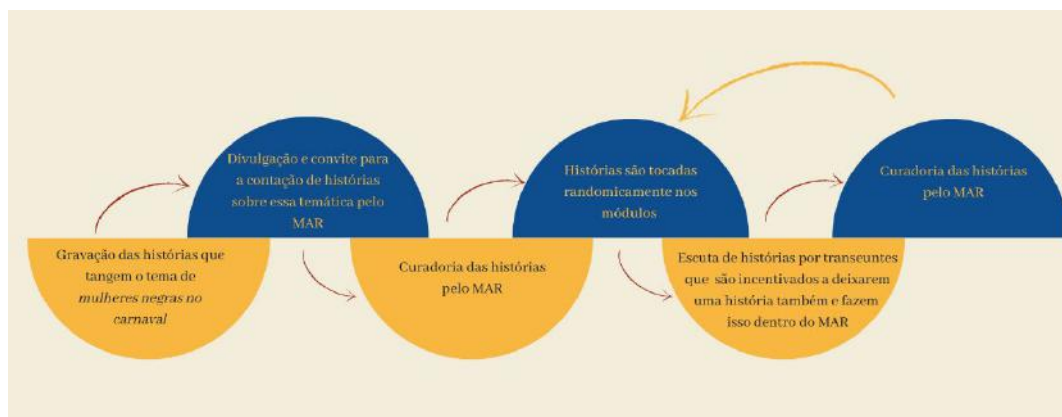 Gravação das histórias que
tangem o tema de
mulheres negras no
carnaval
Divulgação e convite para
a contação de histórias
sobre essa temática pelo
MAR
Curadoria das histórias
pelo MAR
Histórias são tocadas
randomicamente nos
módulos
Escuta de histórias por transeuntes
que são incentivados a deixarem
uma história também e fazem
isso dentro do MAR
Curadoria das histórias
pelo MAR